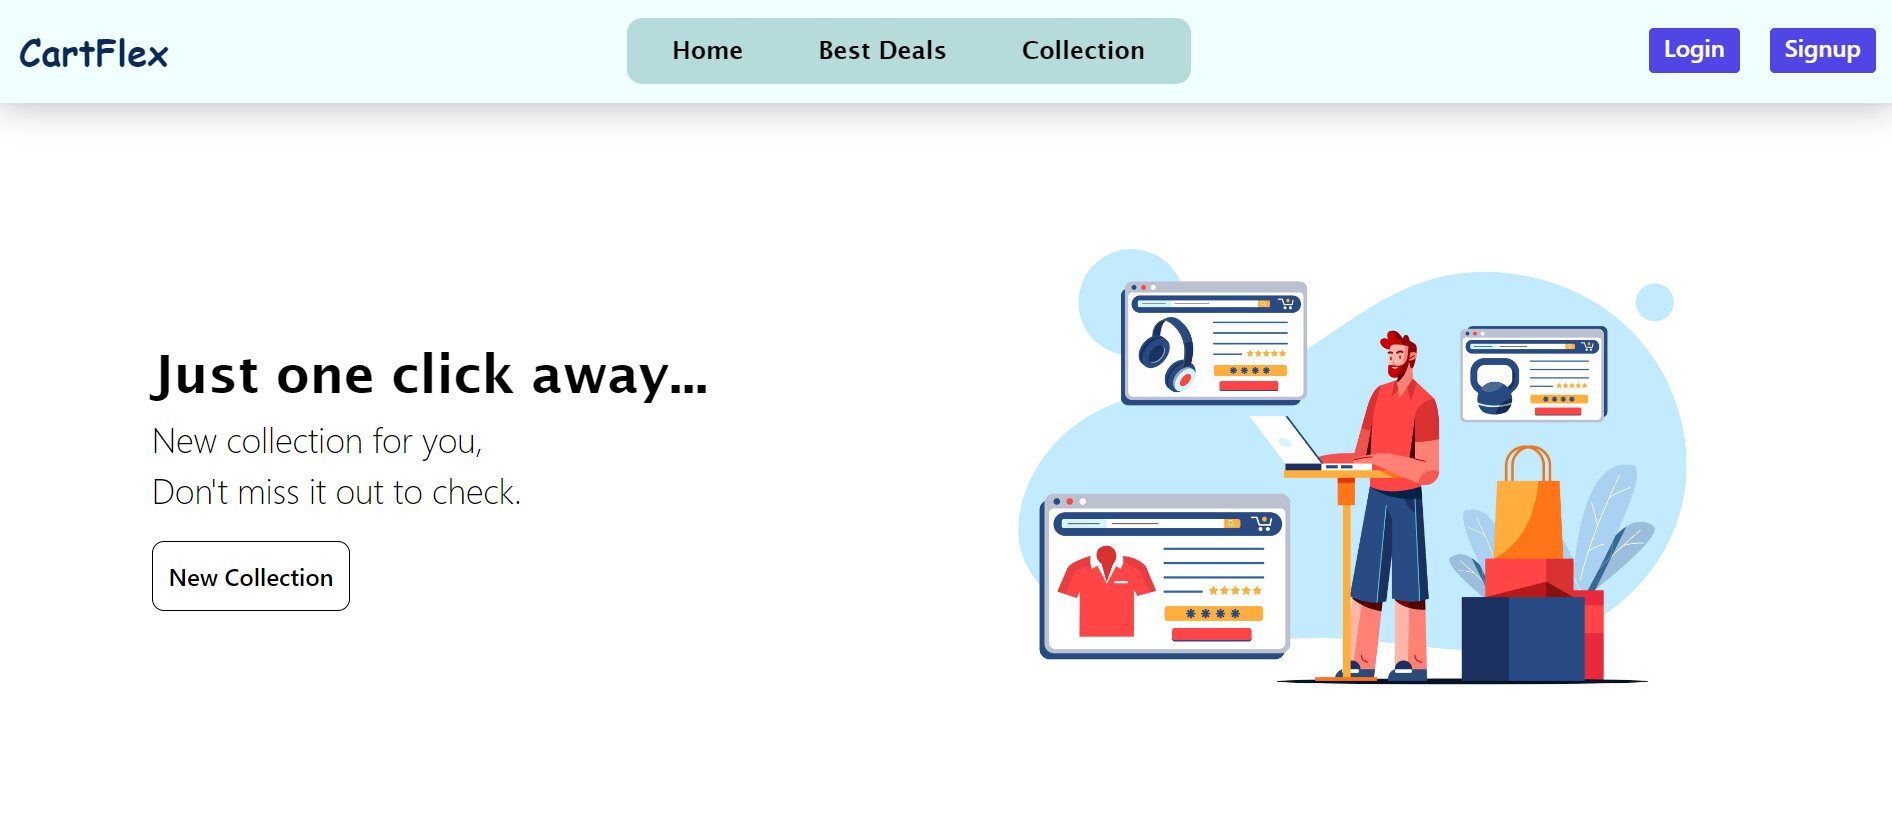 CartFlex
Home
Best Deals
Collection
Login
Signup
Just one click away...
New collection for you,
Don't miss it out to check.
New Collection